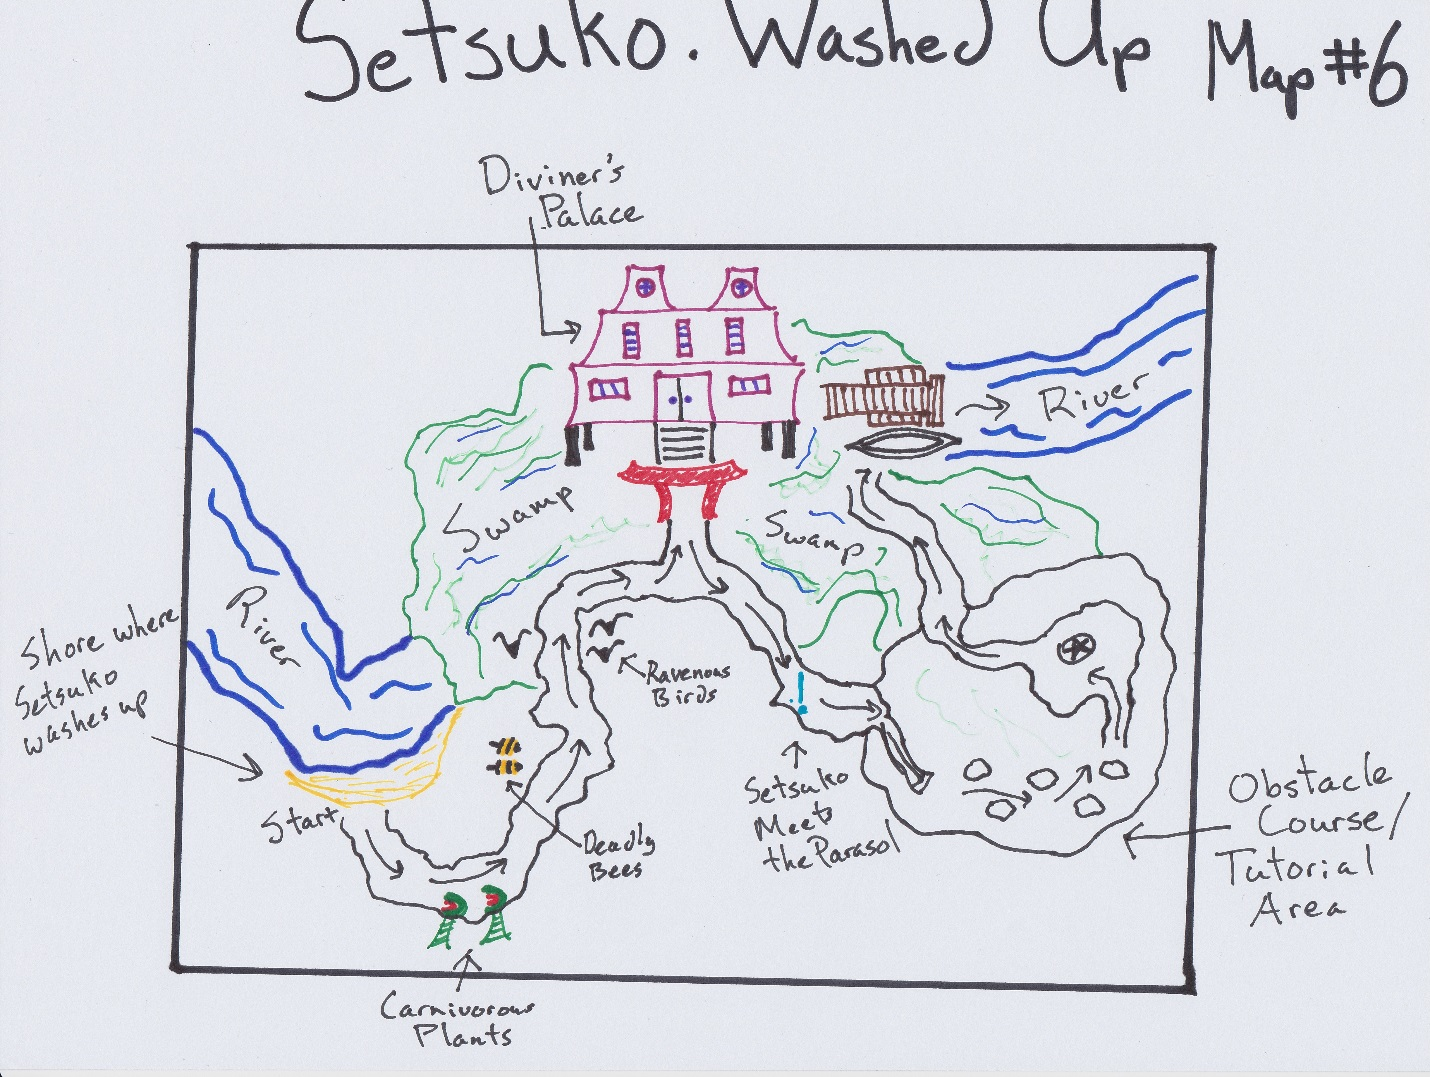 Setsuko. Washed Up Map #6
Diviner's
Palace
River
Swamp
Swamp
River
Shore where
Setsuko
washes up
Ravenous
Birds
Start
Deadly
Bees
Setsuko
Meets
the Parasol
Obstacle
Course/
Tutorial
Area
Carnivorous
Plants